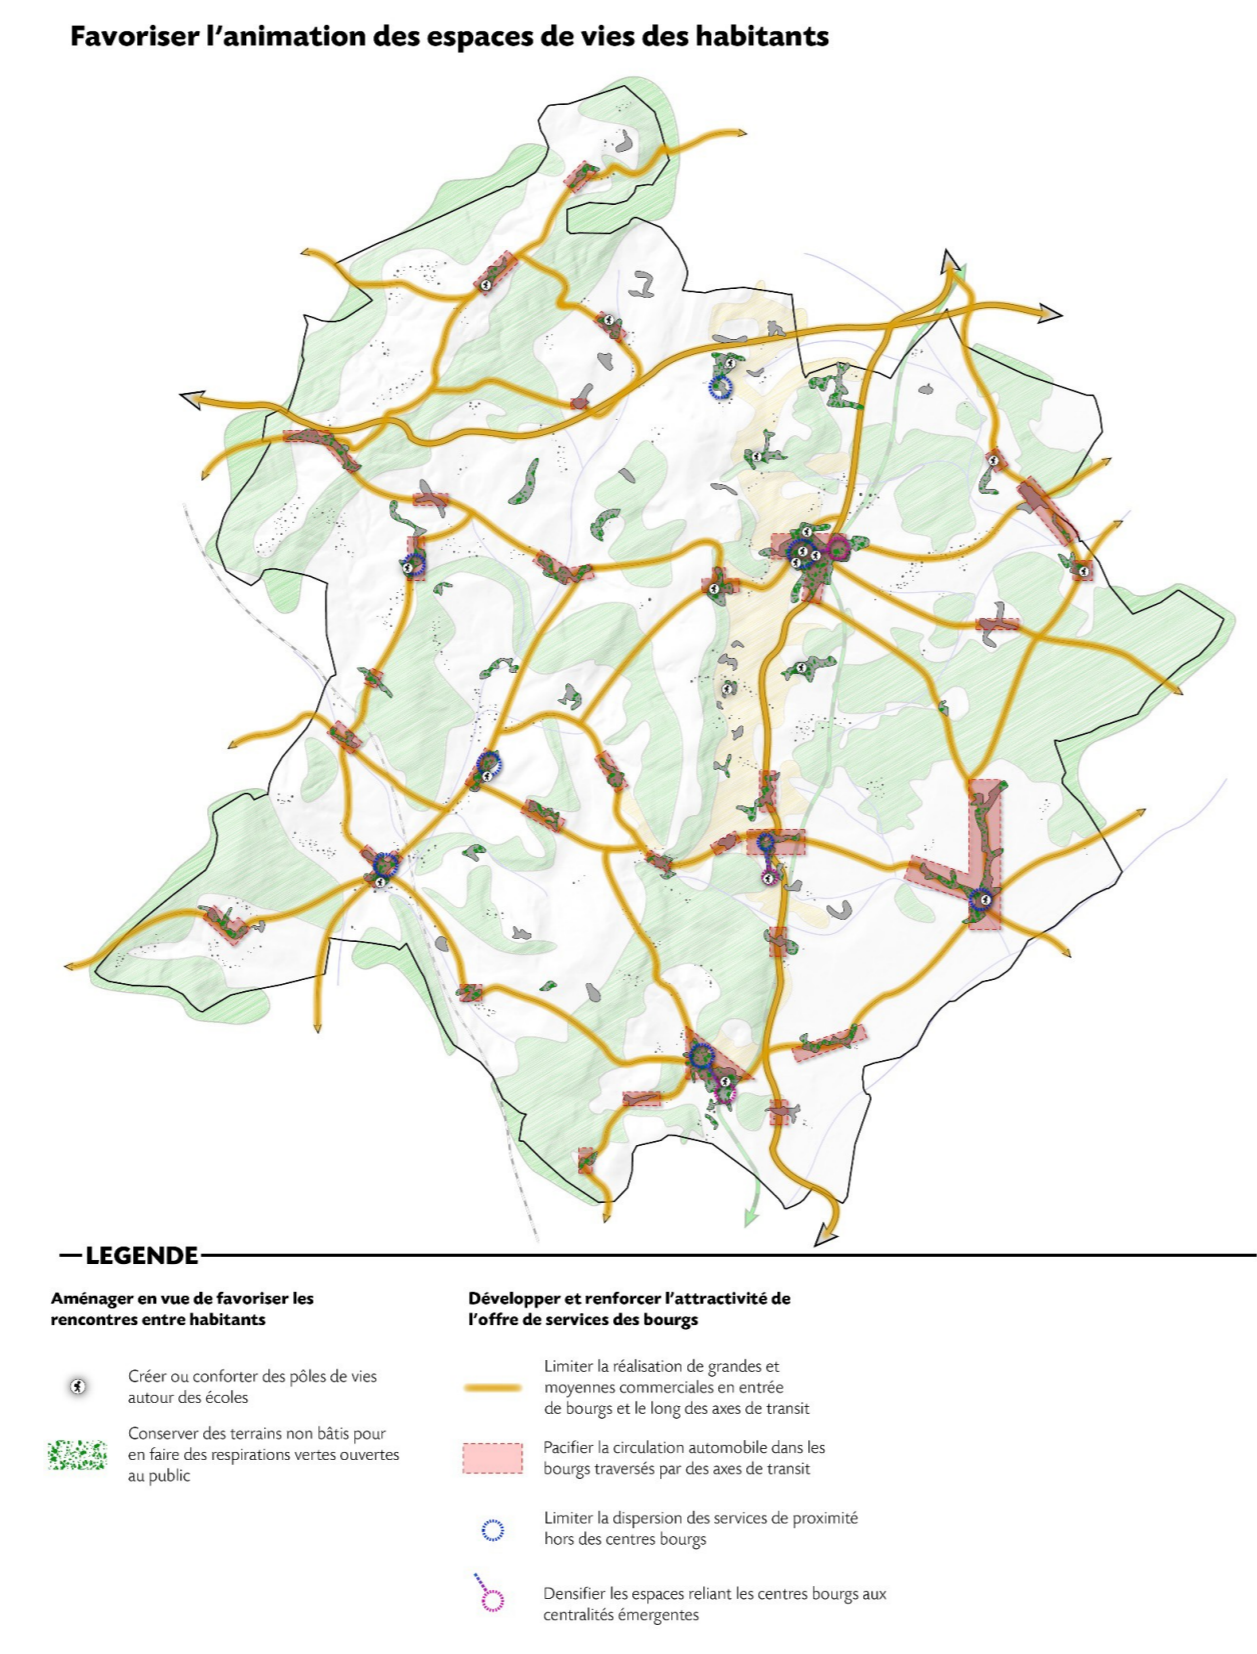 Favoriser l'animation des espaces de vies des habitants
LEGENDE
Aménager en vue de favoriser les
rencontres entre habitants
Créer ou conforter des pôles de vies
autour des écoles
Conserver des terrains non bâtis pour
en faire des respirations vertes ouvertes
au public
Développer et renforcer l'attractivité de
l'offre de services des bourgs
Limiter la réalisation de grandes et
moyennes commerciales en entrée
de bourgs et le long des axes de transit
Pacifier la circulation automobile dans les
bourgs traversés par des axes de transit
Limiter la dispersion des services de proximité
hors des centres bourgs
Densifier les espaces reliant les centres bourgs aux
centralités émergentes